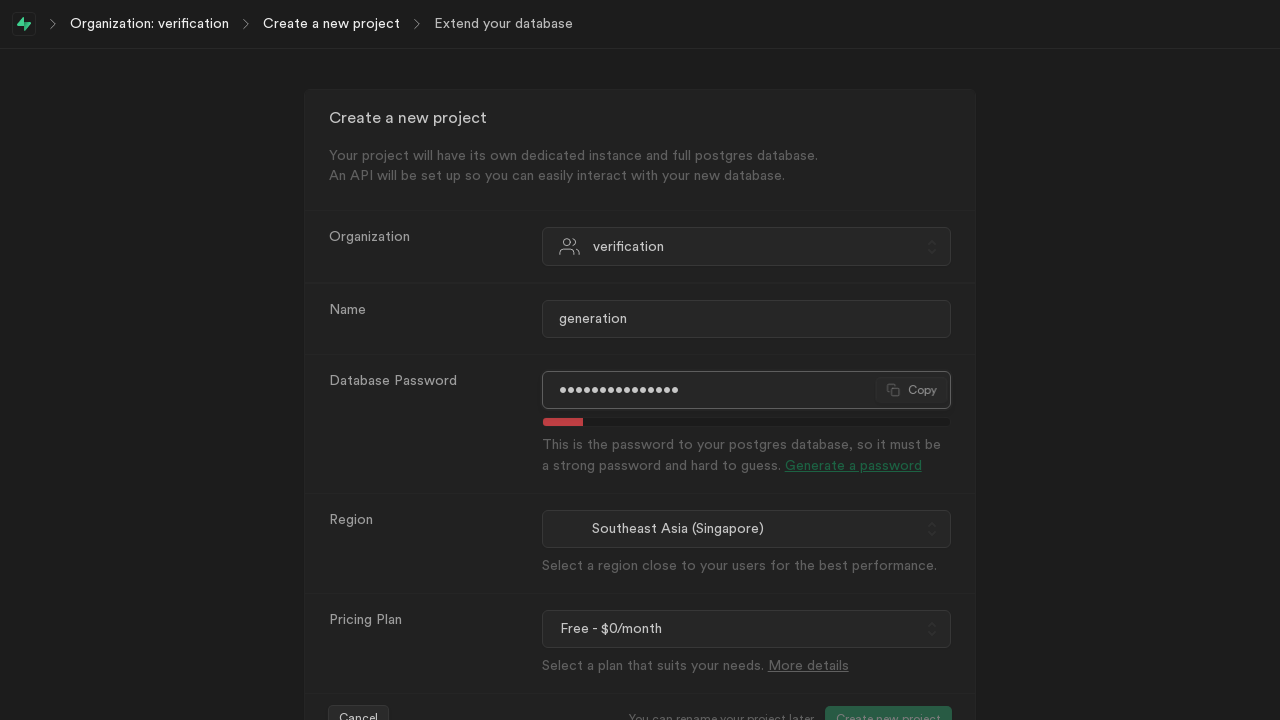 Organization: verification
Create a new project
Extend your database
Create a new project
Your project will have its own dedicated instance and full postgres database.
An API will be set up so you can easily interact with your new database.
Organization
verification
Name
generation
Database Password
•••••••••••••••
Copy
This is the password to your postgres database, so it must be
a strong password and hard to guess. Generate a password
Region
Southeast Asia (Singapore)
Select a region close to your users for the best performance.
Pricing Plan
Free - $0/month
Select a plan that suits your needs. More details
Cancel
You can rename your project later
Create new project